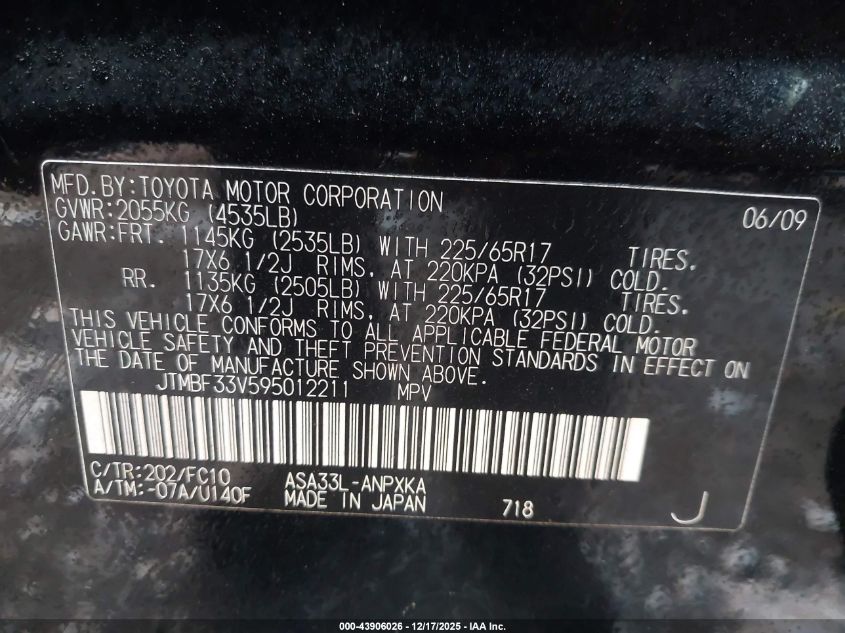 MFD.BY:TOYOTA MOTOR CORPORATION 06/09
GVWR:2055KG (4535LB)
GAWR:FRT. 1145KG (2535LB) WITH 225/65R17 TIRES.
17X6 1/2J RIMS, AT 220KPA (32PSI) COLD.
RR. 1135KG (2505LB) WITH 225/65R17 TIRES.
17X6 1/2J RIMS, AT 220KPA (32PSI) COLD.
THIS VEHICLE CONFORMS TO ALL APPLICABLE FEDERAL MOTOR
VEHICLE SAFETY AND THEFT PREVENTION STANDARDS IN EFFECT ON
THE DATE OF MANUFACTURE SHOWN ABOVE.
JTMBF33V595012211 MPV
C/TR:202/FC10 ASA33L-ANPXKA
A/TM:-07A/U140F MADE IN JAPAN 718 J
000-43906026 - 12/17/2025 - IAA Inc.